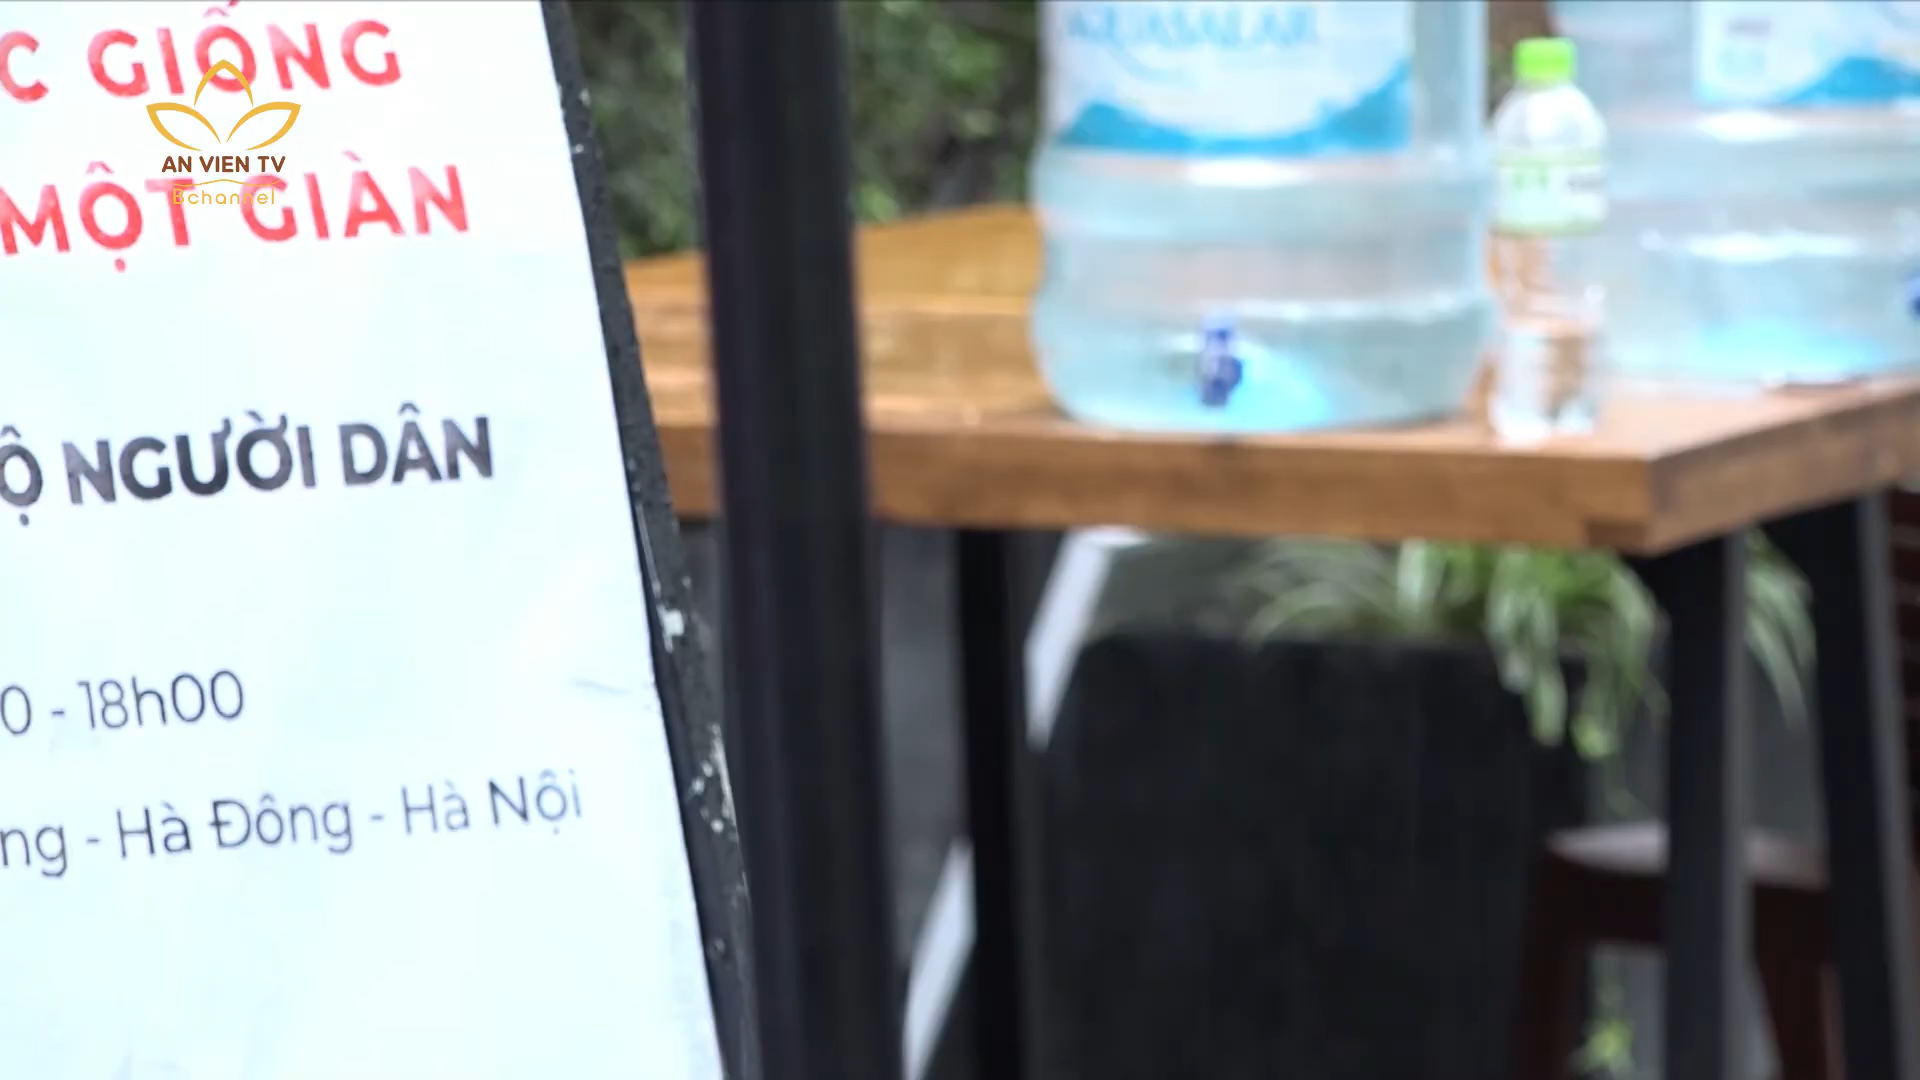 C GIỐNG
MỘT GIÀN
Ộ NGƯỜI DÂN
0 - 18h00
ng - Hà Đông - Hà Nội
AN VIEN TV
Bchannel